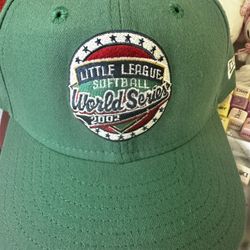 LITTLE LEAGUE
SOFTBALL
World Series
2002